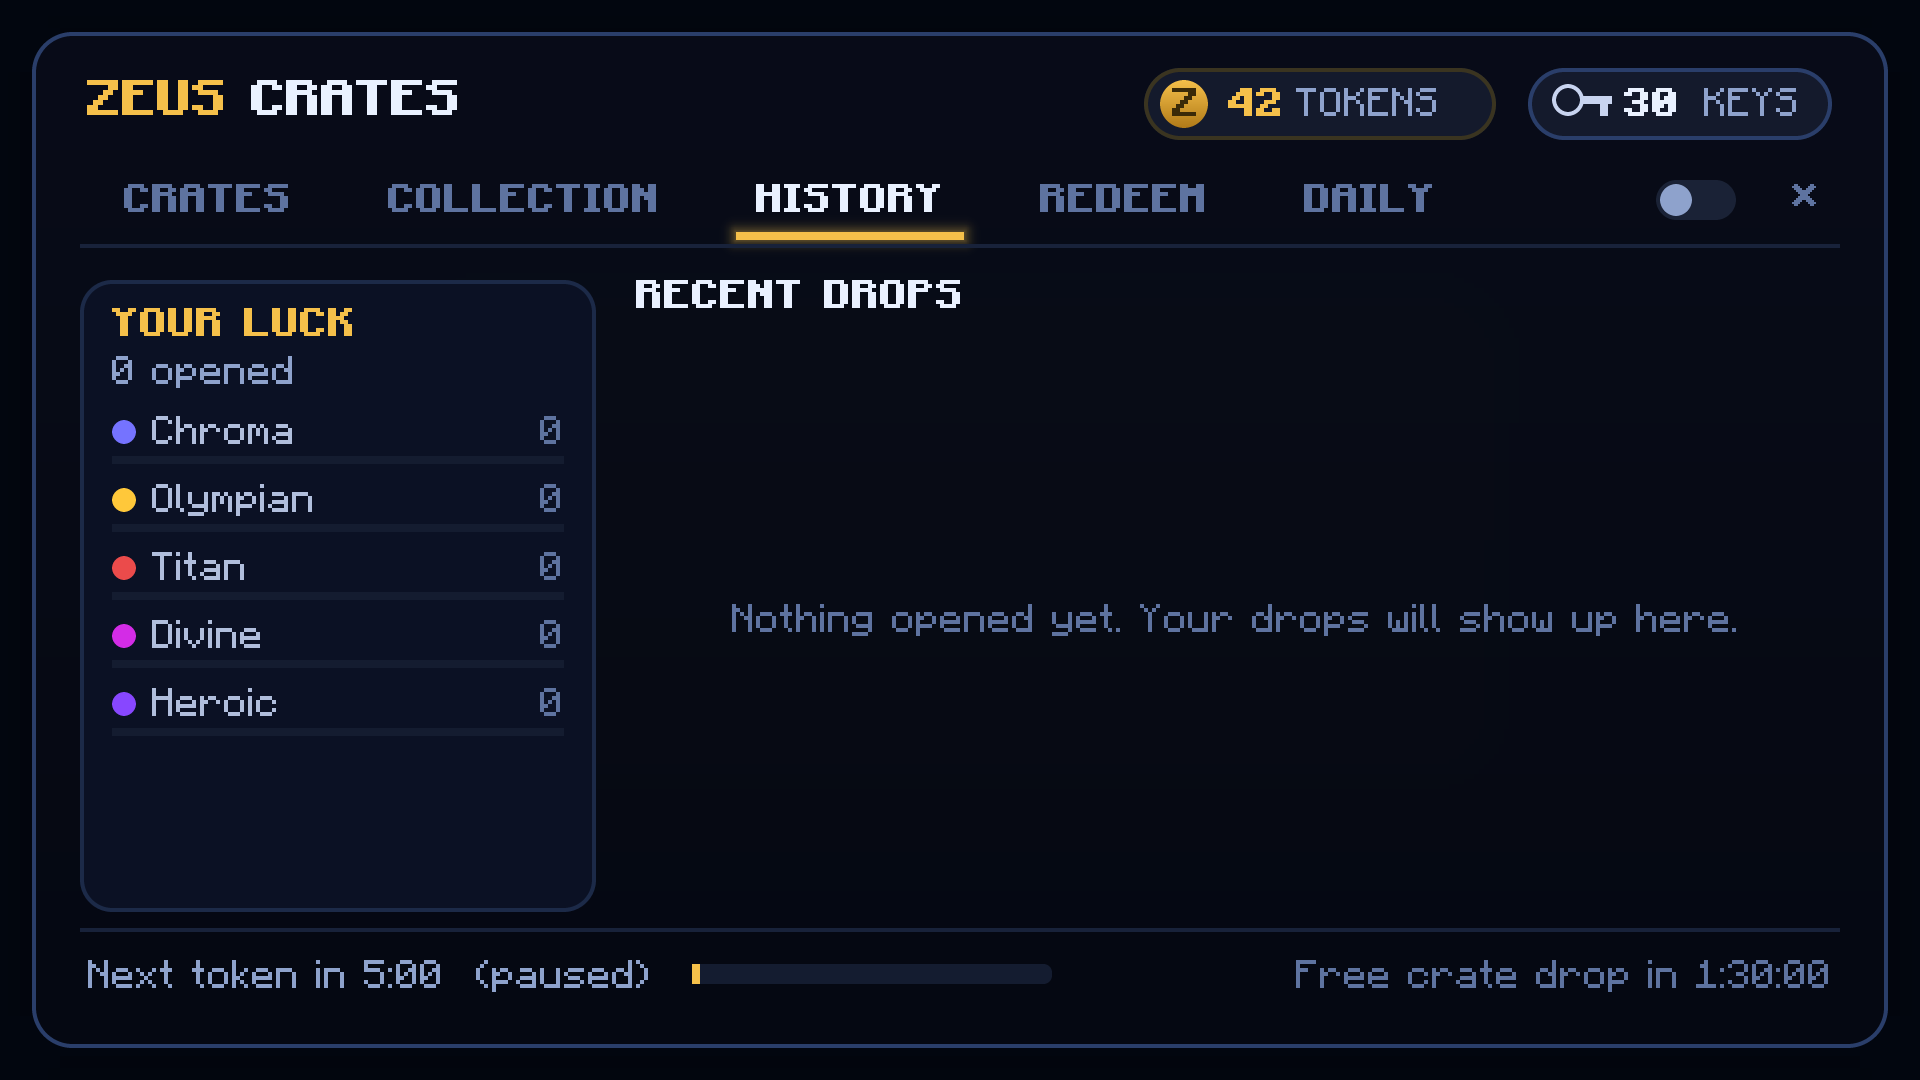 ZEUS CRATES
Z 42 TOKENS
30 KEYS
CRATES COLLECTION HISTORY REDEEM DAILY ×
YOUR LUCK
0 opened
Chroma 0
Olympian 0
Titan 0
Divine 0
Heroic 0
RECENT DROPS
Nothing opened yet. Your drops will show up here.
Next token in 5:00 (paused)
Free crate drop in 1:30:00